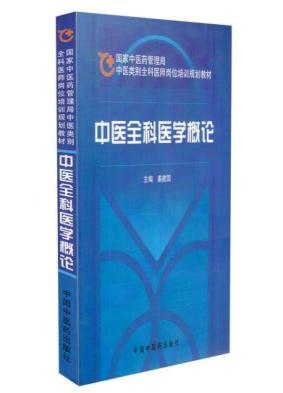 国家中医药管理局
中医类别全科医师岗位培训规划教材
中医全科医学概论
主编 姜建国
中国中医药出版社
国家中医药管理局中医类别
全科医师岗位培训规划教材
中医全科医学概论
中国中医药出版社